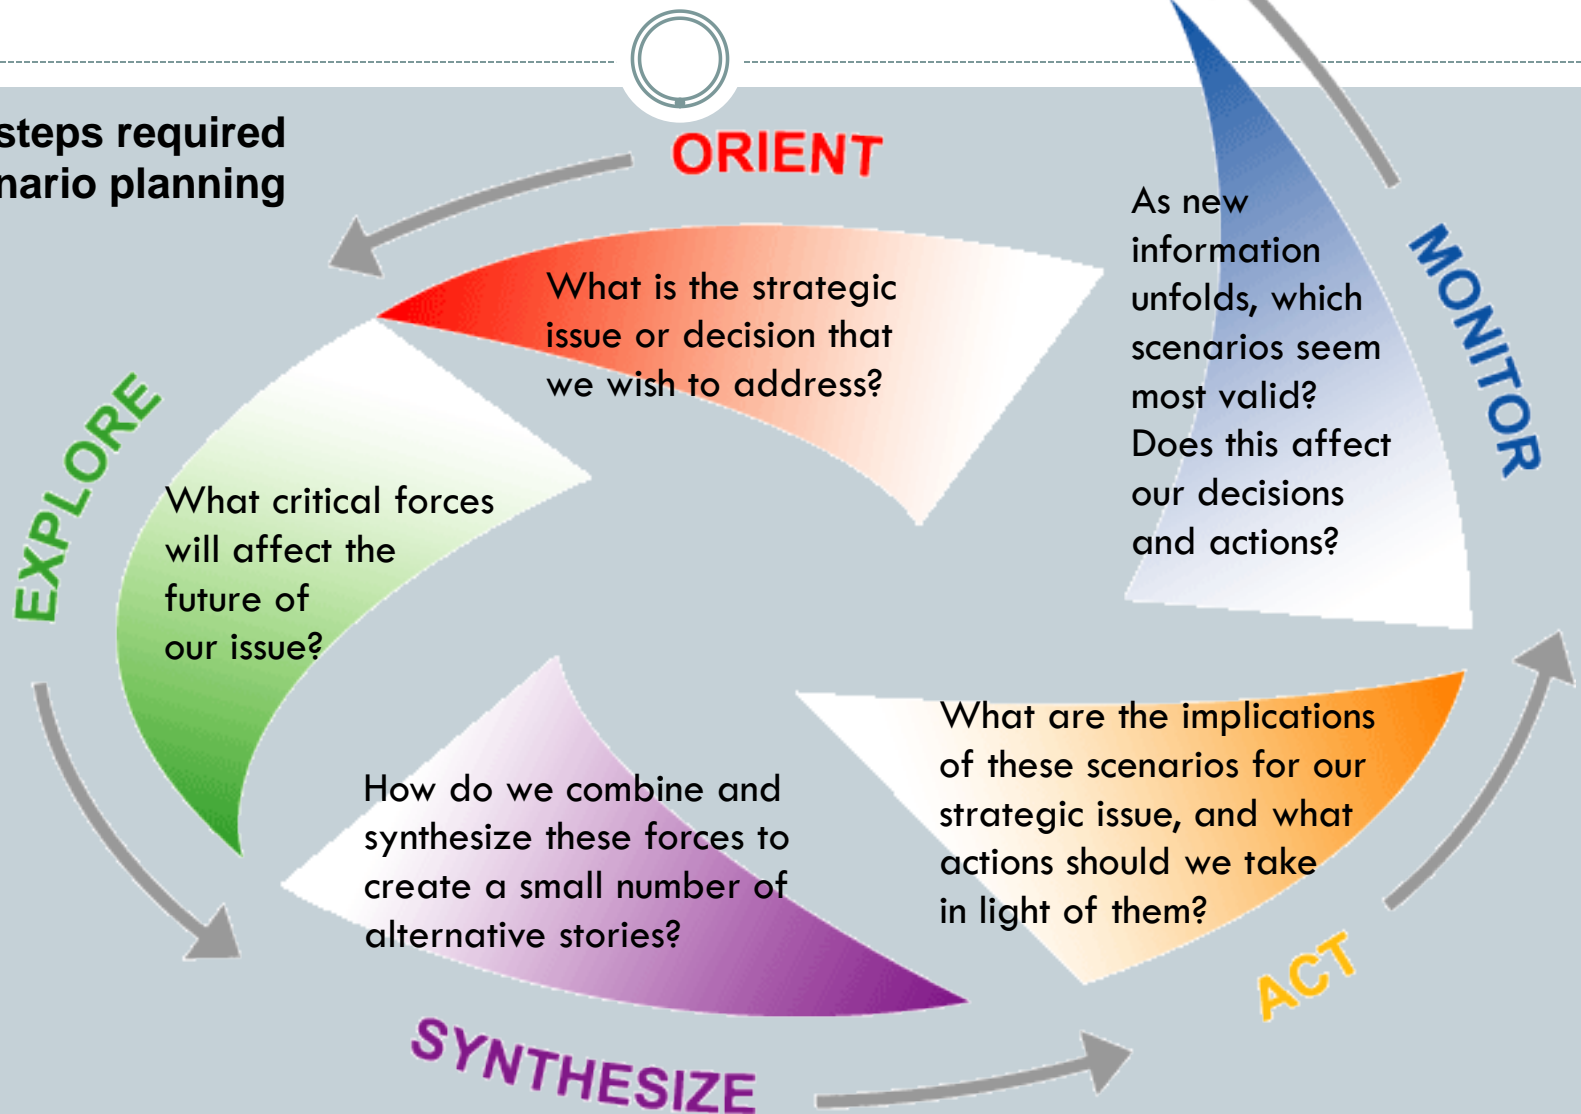 steps required
nario planning
ORIENT
What is the strategic
issue or decision that
we wish to address?
EXPLORE
What critical forces
will affect the
future of
our issue?
SYNTHESIZE
How do we combine and
synthesize these forces to
create a small number of
alternative stories?
ACT
What are the implications
of these scenarios for our
strategic issue, and what
actions should we take
in light of them?
MONITOR
As new
information
unfolds, which
scenarios seem
most valid?
Does this affect
our decisions
and actions?